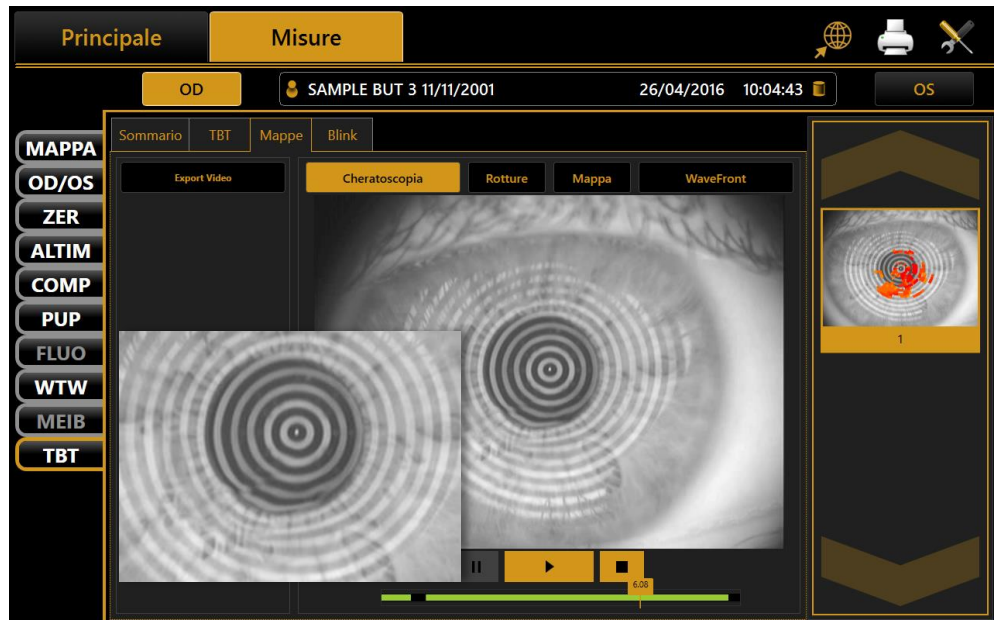 Principale Misure
OD SAMPLE BUT 3 11/11/2001 26/04/2016 10:04:43 OS
Sommario TBT Mappe Blink
MAPPA
OD/OS
ZER
ALTIM
COMP
PUP
FLUO
WTW
MEIB
TBT
Export Video
Cheratoscopia Rotture Mappa WaveFront
1
6.08